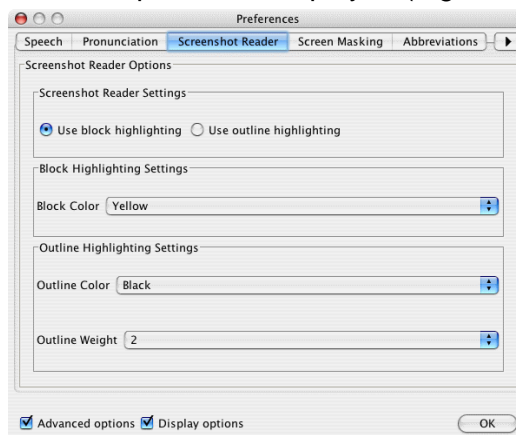 Preferences
Speech Pronunciation Screenshot Reader Screen Masking Abbreviations
Screenshot Reader Options
Screenshot Reader Settings
Use block highlighting Use outline highlighting
Block Highlighting Settings
Block Color Yellow
Outline Highlighting Settings
Outline Color Black
Outline Weight 2
Advanced options Display options OK